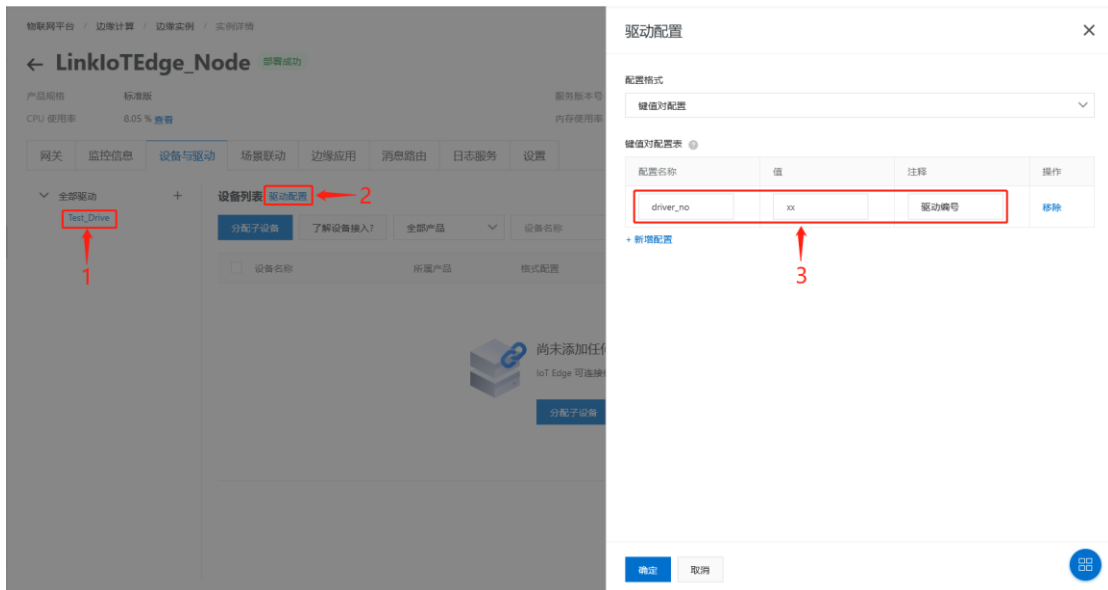 物联网平台 / 边缘计算 / 边缘实例 / 实例详情
← LinkIoTEdge_Node 部署成功
产品规格 标准版 服务版本号
CPU 使用率 8.05 % 查看 内存使用率
网关 监控信息 设备与驱动 场景联动 边缘应用 消息路由 日志服务 设置
全部驱动 +
Test_Drive
1
设备列表 驱动配置 2
分配子设备 了解设备接入? 全部产品 设备名称
设备名称 所属产品 格式配置
尚未添加任何
IoT Edge 可连接
分配子设备
驱动配置
配置格式
键值对配置
键值对配置表
配置名称 值 注释 操作
driver_no xx 驱动编号 移除
+ 新增配置
3
确定 取消